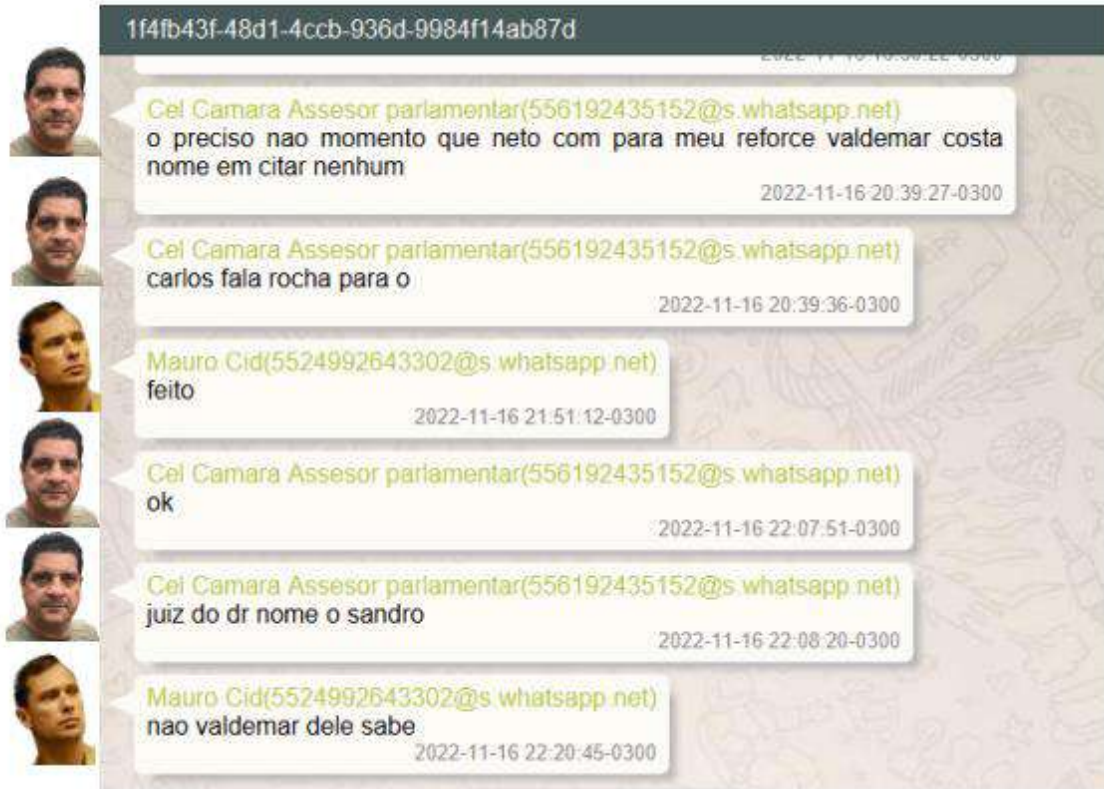 1f4fb43f-48d1-4ccb-936d-9984f14ab87d
Cel Camara Assesor parlamentar(556192435152@s.whatsapp.net)
o preciso nao momento que neto com para meu reforce valdemar costa
nome em citar nenhum
2022-11-16 20:39:27-0300
Cel Camara Assesor parlamentar(556192435152@s.whatsapp.net)
carlos fala rocha para o
2022-11-16 20:39:36-0300
Mauro Cid(5524992643302@s.whatsapp.net)
feito
2022-11-16 21:51:12-0300
Cel Camara Assesor parlamentar(556192435152@s.whatsapp.net)
ok
2022-11-16 22:07:51-0300
Cel Camara Assesor parlamentar(556192435152@s.whatsapp.net)
juiz do dr nome o sandro
2022-11-16 22:08:20-0300
Mauro Cid(5524992643302@s.whatsapp.net)
nao valdemar dele sabe
2022-11-16 22:20:45-0300